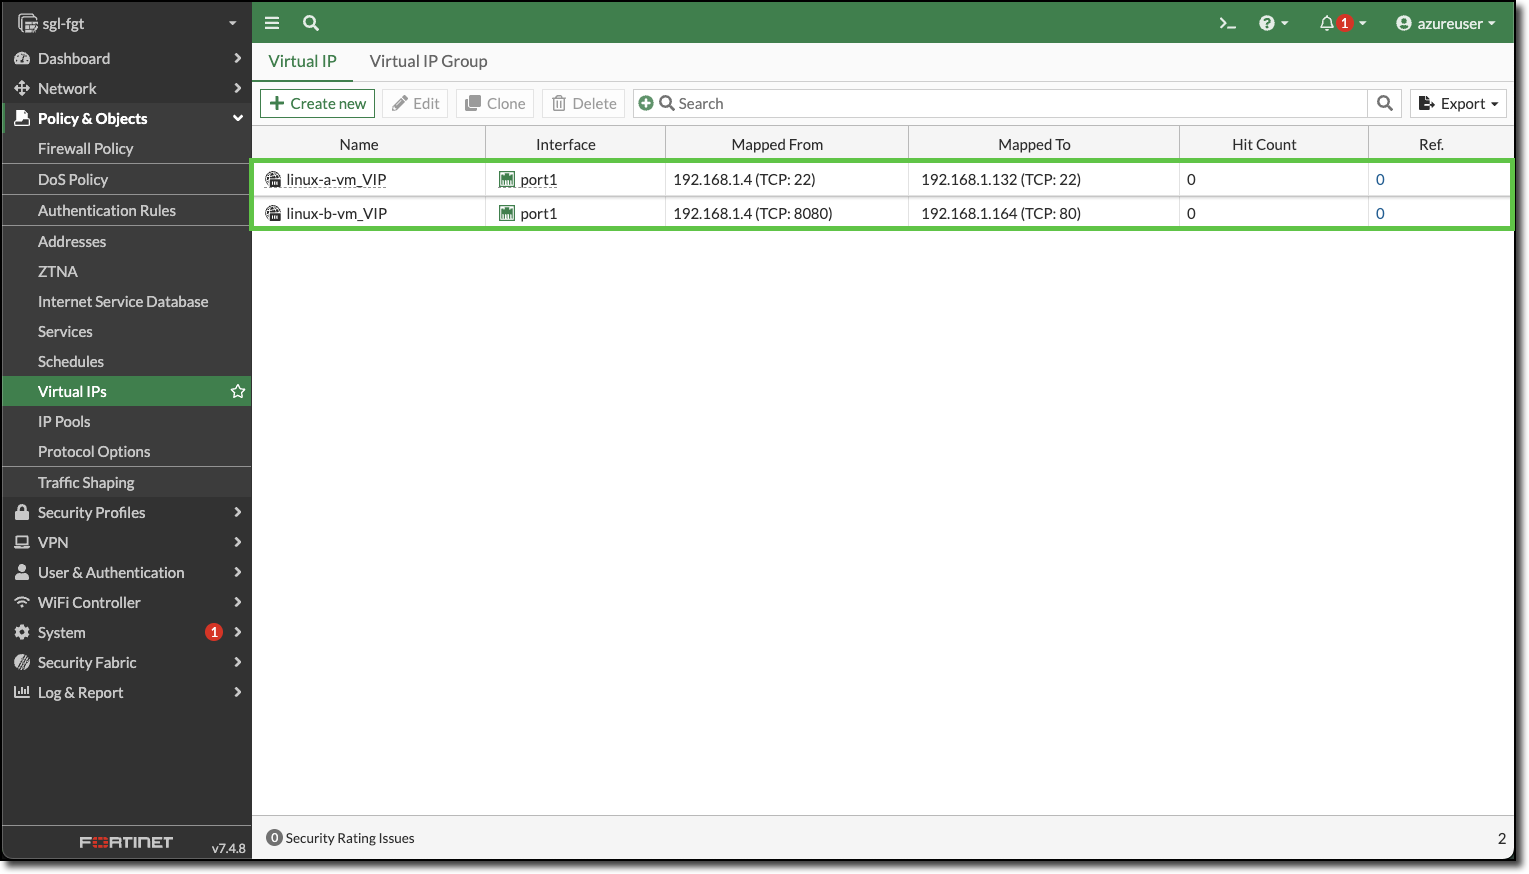 sgl-fgt
1
azureuser
Dashboard
Network
Policy & Objects
Firewall Policy
DoS Policy
Authentication Rules
Addresses
ZTNA
Internet Service Database
Services
Schedules
Virtual IPs
IP Pools
Protocol Options
Traffic Shaping
Security Profiles
VPN
User & Authentication
WiFi Controller
System 1
Security Fabric
Log & Report
FORTINET v7.4.8
Virtual IP Virtual IP Group
Create new Edit Clone Delete Search Export
Name Interface Mapped From Mapped To Hit Count Ref.
linux-a-vm_VIP port1 192.168.1.4 (TCP: 22) 192.168.1.132 (TCP: 22) 0 0
linux-b-vm_VIP port1 192.168.1.4 (TCP: 8080) 192.168.1.164 (TCP: 80) 0 0
0 Security Rating Issues 2